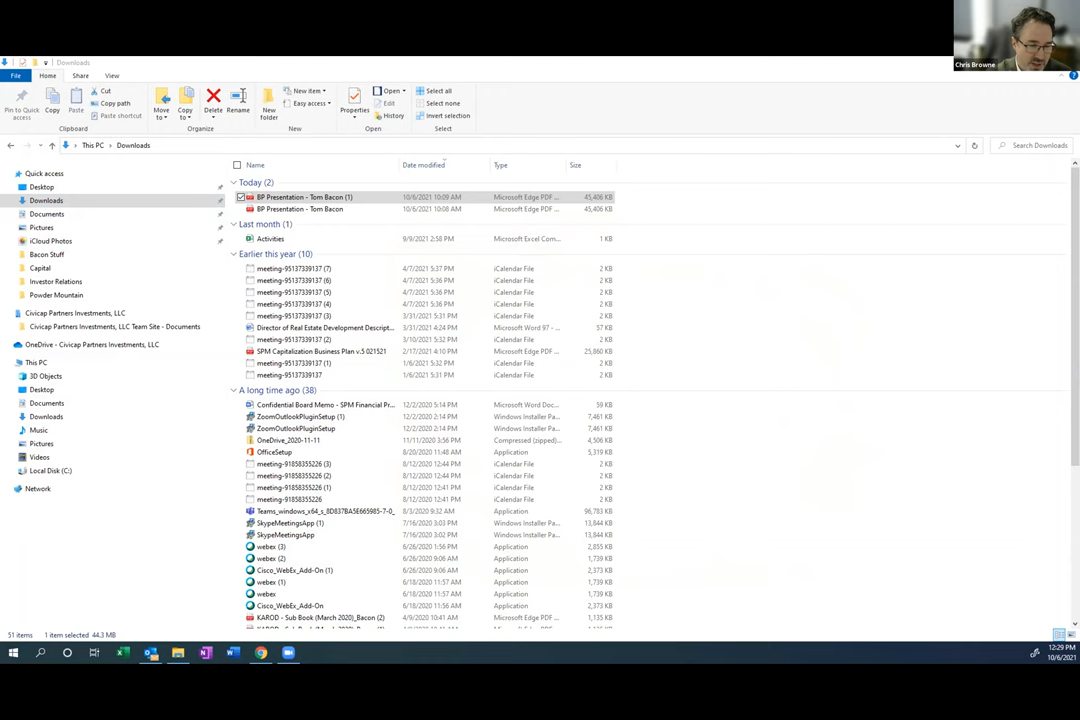 Chris Browne
Downloads
File Home Share View
Pin to Quick access
Copy
Paste
Cut
Copy path
Paste shortcut
Move to
Copy to
Delete
Rename
New folder
New item
Easy access
Properties
Open
Edit
History
Select all
Select none
Invert selection
Clipboard Organize New Open Select
This PC > Downloads
Search Downloads
Quick access
Desktop
Downloads
Documents
Pictures
iCloud Photos
Bacon Stuff
Capital
Investor Relations
Powder Mountain
Civicap Partners Investments, LLC
Civicap Partners Investments, LLC Team Site - Documents
OneDrive - Civicap Partners Investments, LLC
This PC
3D Objects
Desktop
Documents
Downloads
Music
Pictures
Videos
Local Disk (C:)
Network
Name Date modified Type Size
Today (2)
BP Presentation - Tom Bacon (1) 10/6/2021 10:09 AM Microsoft Edge PDF ... 45,406 KB
BP Presentation - Tom Bacon 10/6/2021 10:08 AM Microsoft Edge PDF ... 45,406 KB
Last month (1)
Activities 9/9/2021 2:58 PM Microsoft Excel Com... 1 KB
Earlier this year (10)
meeting-95137339137 (7) 4/7/2021 5:37 PM iCalendar File 2 KB
meeting-95137339137 (6) 4/7/2021 5:36 PM iCalendar File 2 KB
meeting-95137339137 (5) 4/7/2021 5:36 PM iCalendar File 2 KB
meeting-95137339137 (4) 4/7/2021 5:36 PM iCalendar File 2 KB
meeting-95137339137 (3) 3/31/2021 5:31 PM iCalendar File 2 KB
Director of Real Estate Development Descript... 3/31/2021 4:24 PM Microsoft Word 97 - ... 57 KB
meeting-95137339137 (2) 3/10/2021 5:32 PM iCalendar File 2 KB
SPM Capitalization Business Plan v.5 021521 2/17/2021 4:10 PM Microsoft Edge PDF ... 25,860 KB
meeting-95137339137 (1) 1/6/2021 5:32 PM iCalendar File 2 KB
meeting-95137339137 1/6/2021 5:31 PM iCalendar File 2 KB
A long time ago (38)
Confidential Board Memo - SPM Financial Pr... 12/2/2020 5:14 PM Microsoft Word Doc... 59 KB
ZoomOutlookPluginSetup (1) 12/2/2020 2:14 PM Windows Installer Pa... 7,461 KB
ZoomOutlookPluginSetup 12/2/2020 2:14 PM Windows Installer Pa... 7,461 KB
OneDrive_2020-11-11 11/11/2020 3:56 PM Compressed (zipped)... 4,506 KB
OfficeSetup 8/20/2020 11:48 AM Application 5,319 KB
meeting-91858355226 (3) 8/12/2020 12:44 PM iCalendar File 2 KB
meeting-91858355226 (2) 8/12/2020 12:44 PM iCalendar File 2 KB
meeting-91858355226 (1) 8/12/2020 12:41 PM iCalendar File 2 KB
meeting-91858355226 8/12/2020 12:41 PM iCalendar File 2 KB
Teams_windows_x64_s_8D837BA5E665985-7-0_ 8/3/2020 9:32 AM Application 96,783 KB
SkypeMeetingsApp (1) 7/16/2020 3:03 PM Windows Installer Pa... 13,844 KB
SkypeMeetingsApp 7/16/2020 3:02 PM Windows Installer Pa... 13,844 KB
webex (3) 6/26/2020 1:56 PM Application 2,855 KB
webex (2) 6/26/2020 9:06 AM Application 1,739 KB
Cisco_WebEx_Add-On (1) 6/26/2020 9:06 AM Application 2,373 KB
webex (1) 6/18/2020 11:57 AM Application 1,739 KB
webex 6/18/2020 11:57 AM Application 1,739 KB
Cisco_WebEx_Add-On 6/18/2020 11:56 AM Application 2,373 KB
KAROD - Sub Book (March 2020)_Bacon (2) 4/9/2020 10:41 AM Microsoft Edge PDF ... 1,135 KB
51 items 1 item selected 44.3 MB
12:29 PM
10/6/2021